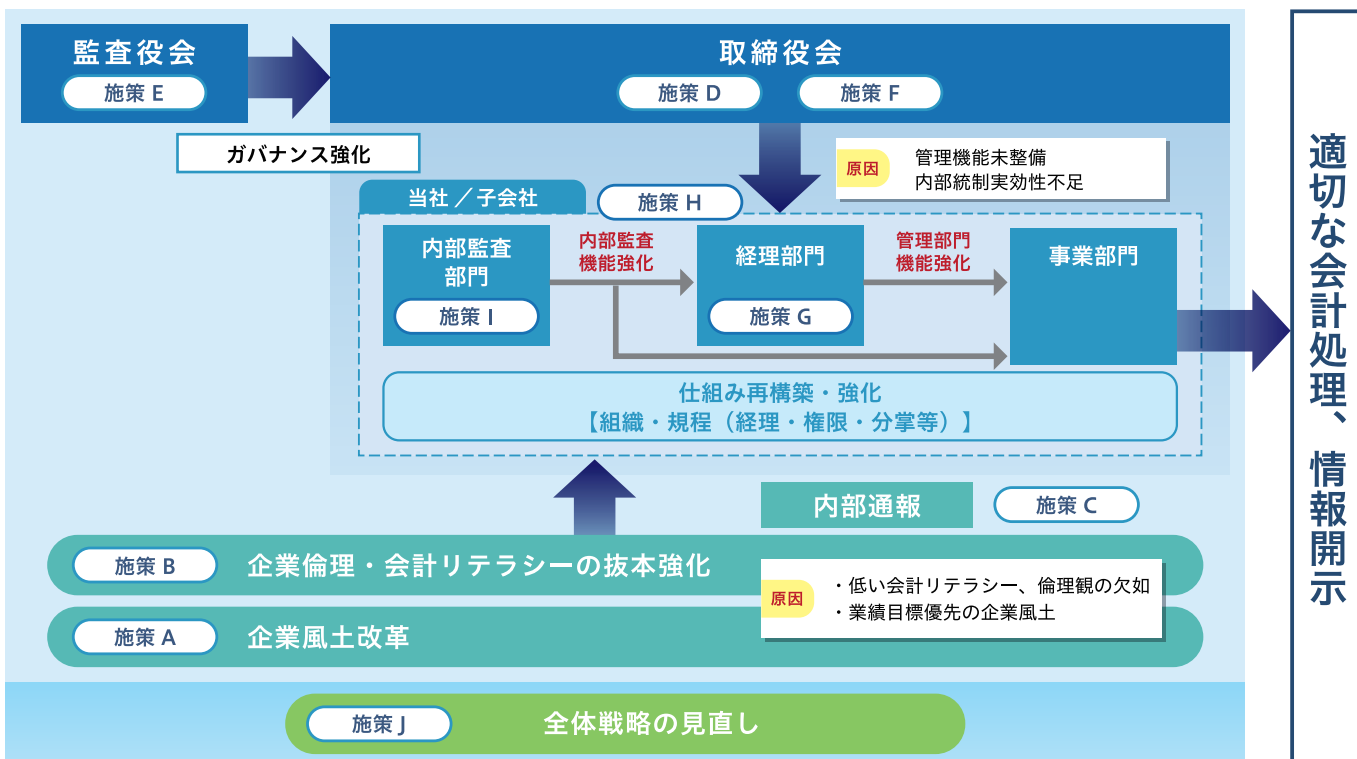 監査役会
施策 E
取締役会
施策 D
施策 F
ガバナンス強化
原因
管理機能未整備
内部統制実効性不足
当社 ／子会社
施策 H
内部監査
部門
施策 I
内部監査
機能強化
経理部門
施策 G
管理部門
機能強化
事業部門
仕組み再構築・強化
【組織・規程（経理・権限・分掌等）】
内部通報
施策 C
施策 B
企業倫理・会計リテラシーの抜本強化
原因
・低い会計リテラシー、倫理観の欠如
・業績目標優先の企業風土
施策 A
企業風土改革
施策 J
全体戦略の見直し
適切な会計処理、情報開示